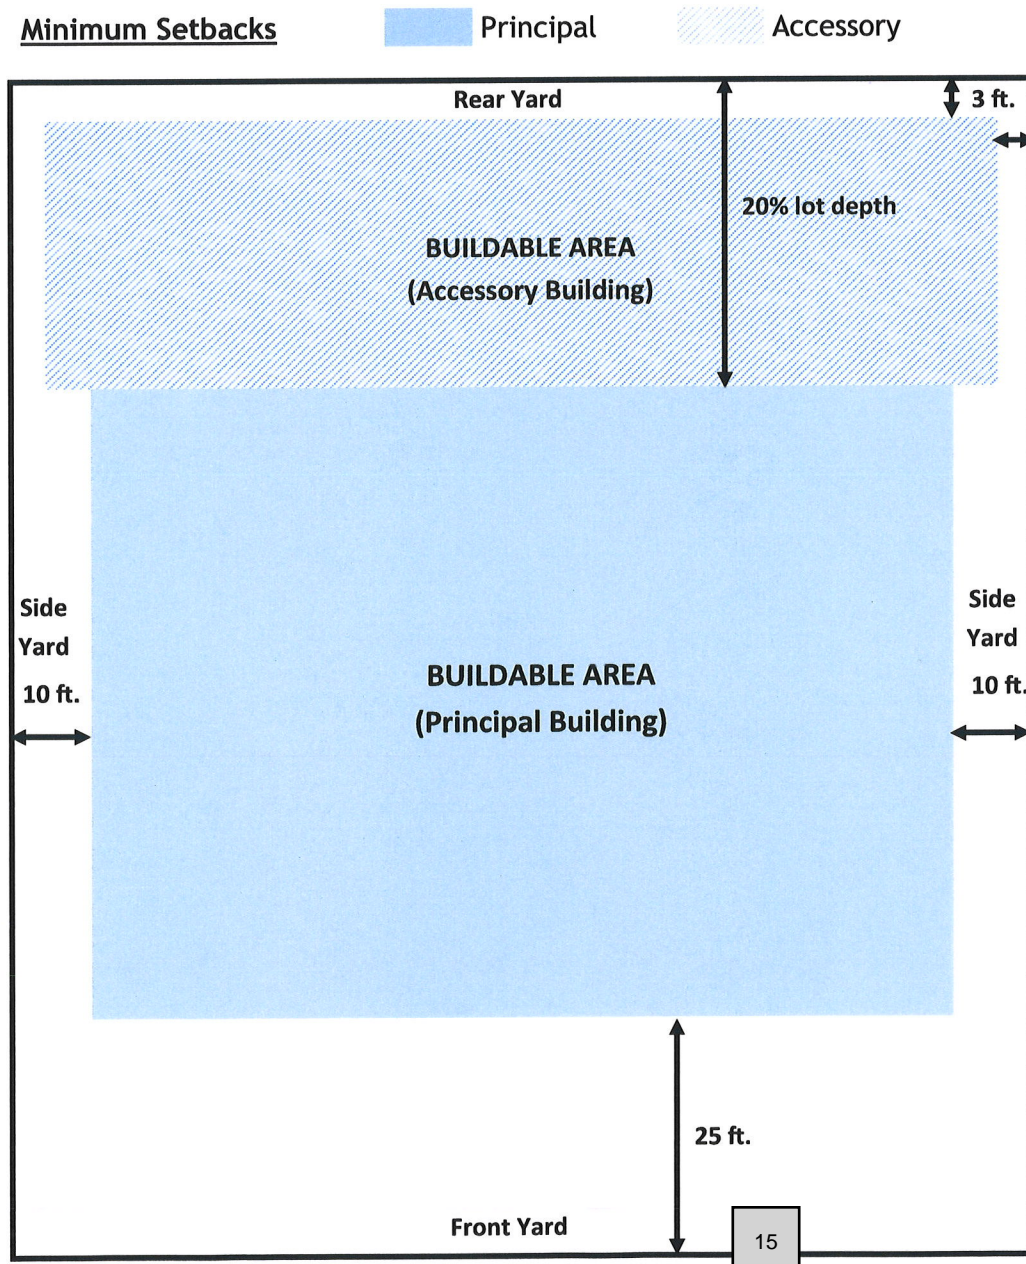 Minimum Setbacks
Principal
Accessory
Rear Yard
3 ft.
20% lot depth
BUILDABLE AREA
(Accessory Building)
Side
Yard
10 ft.
Side
Yard
10 ft.
BUILDABLE AREA
(Principal Building)
25 ft.
Front Yard
15